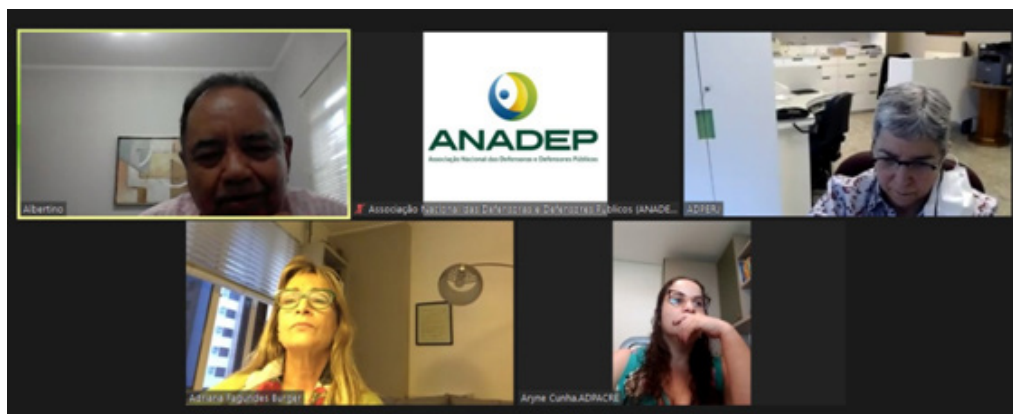 ANADEP
Associação Nacional das Defensoras e Defensores Públicos
Albertino
Associação Nacional das Defensoras e Defensores Públicos (ANADE...
ADPERJ
Adriana Fagundes Burger
Aryne Cunha.ADPACRE